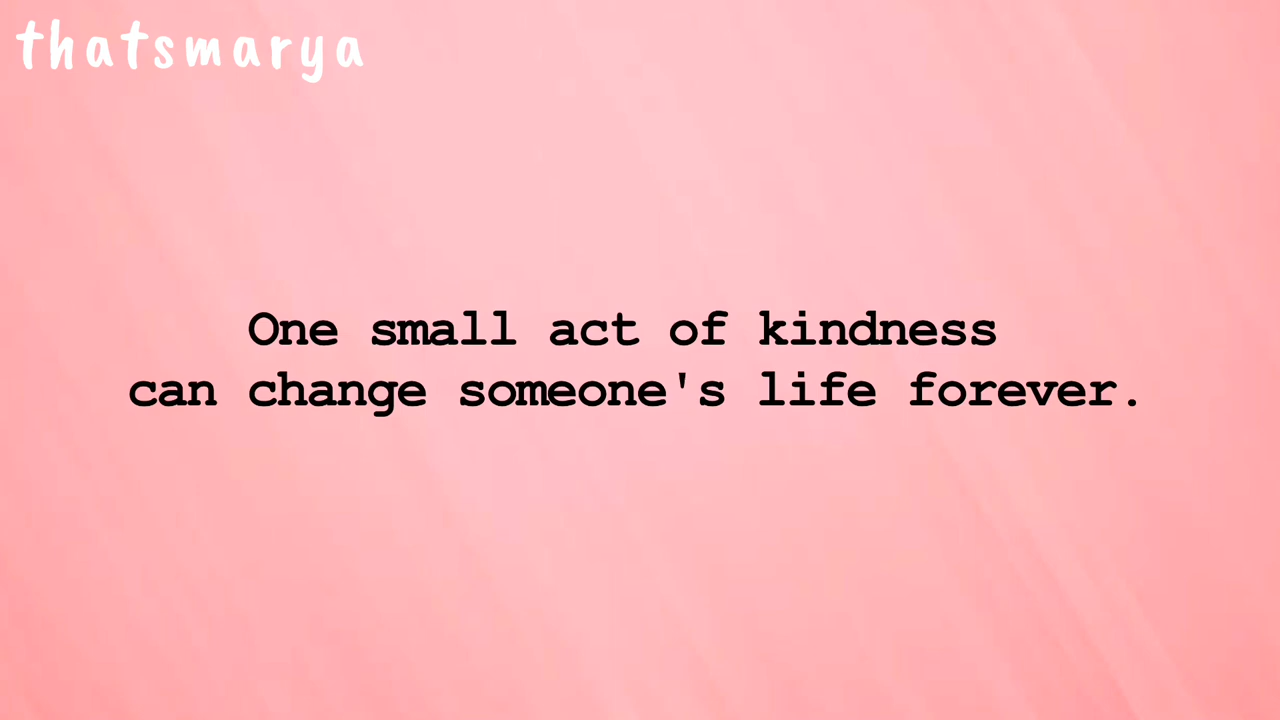 thatsmarya
One small act of kindness
can change someone's life forever.